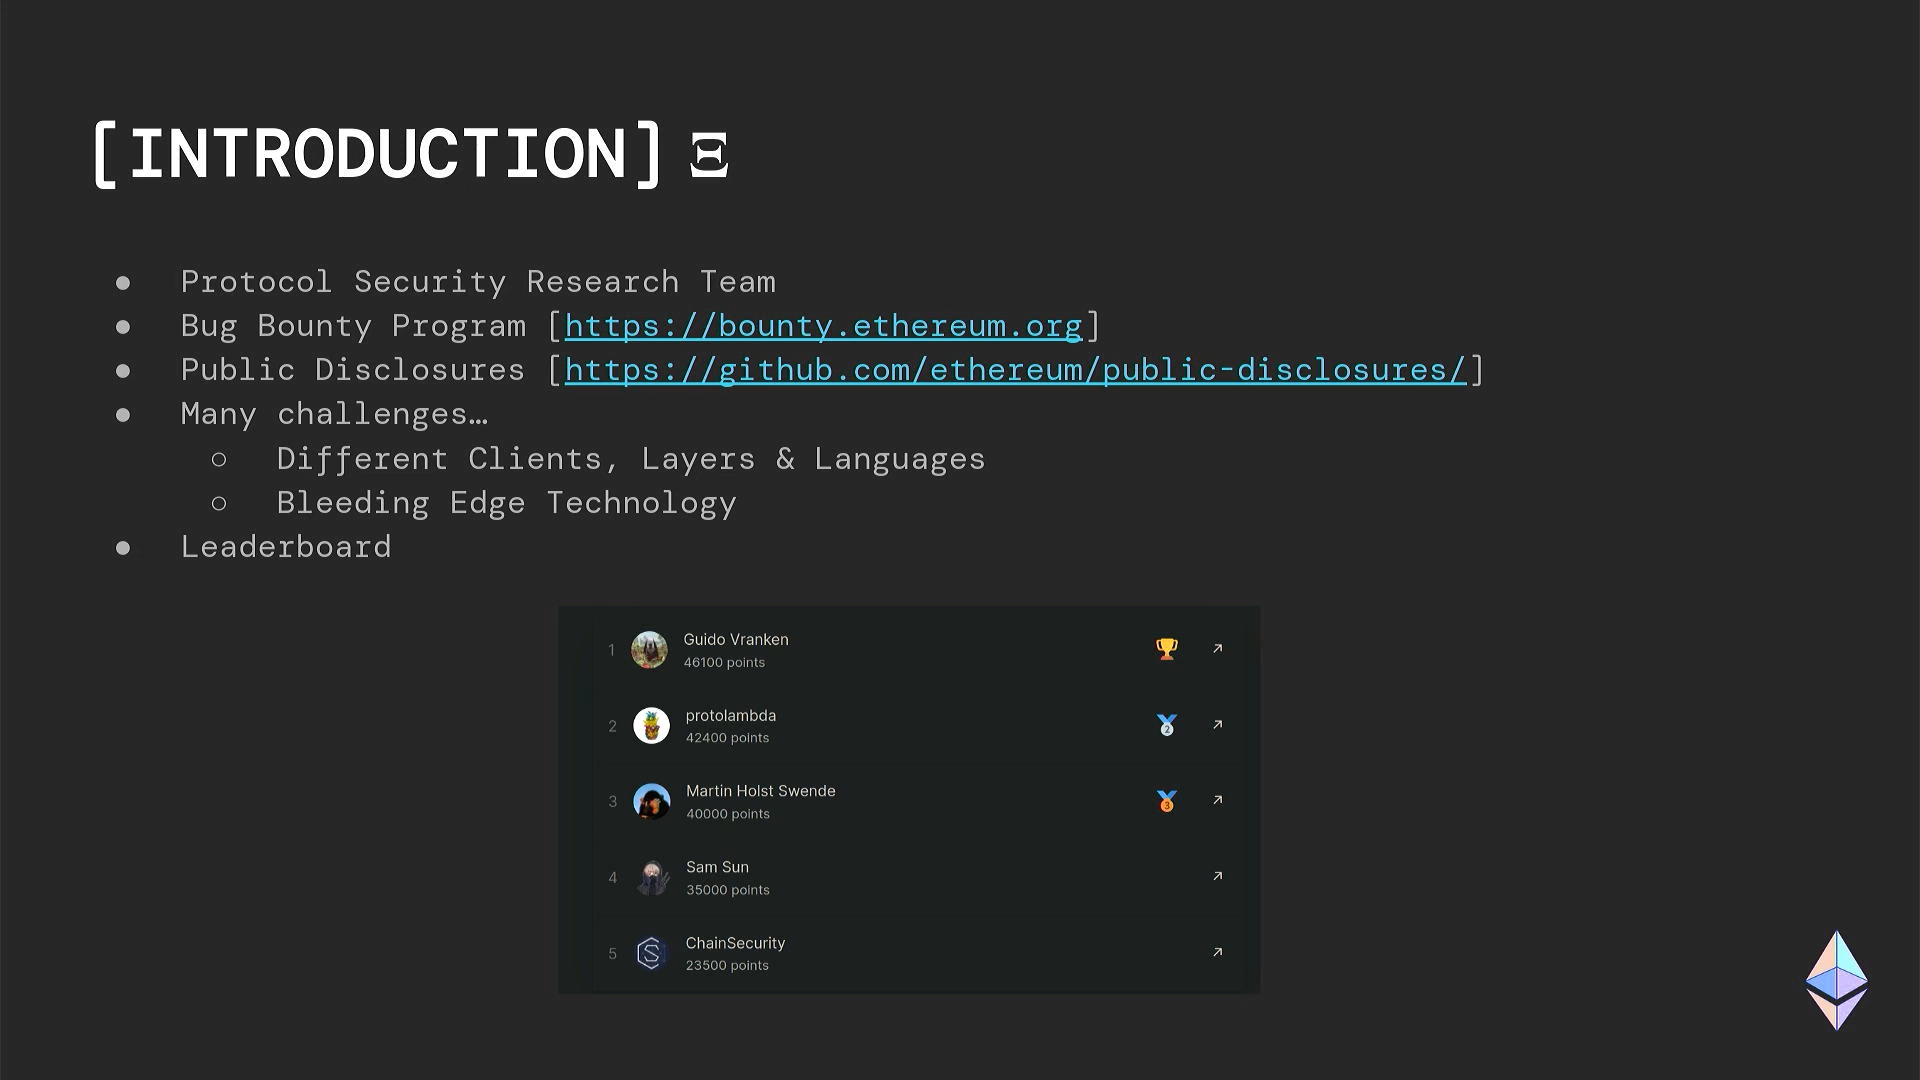 [INTRODUCTION] Ξ
● Protocol Security Research Team
● Bug Bounty Program [https://bounty.ethereum.org]
● Public Disclosures [https://github.com/ethereum/public-disclosures/]
● Many challenges…
○ Different Clients, Layers & Languages
○ Bleeding Edge Technology
● Leaderboard
1 Guido Vranken
46100 points
2 protolambda
42400 points
2
3 Martin Holst Swende
40000 points
3
4 Sam Sun
35000 points
5 ChainSecurity
23500 points